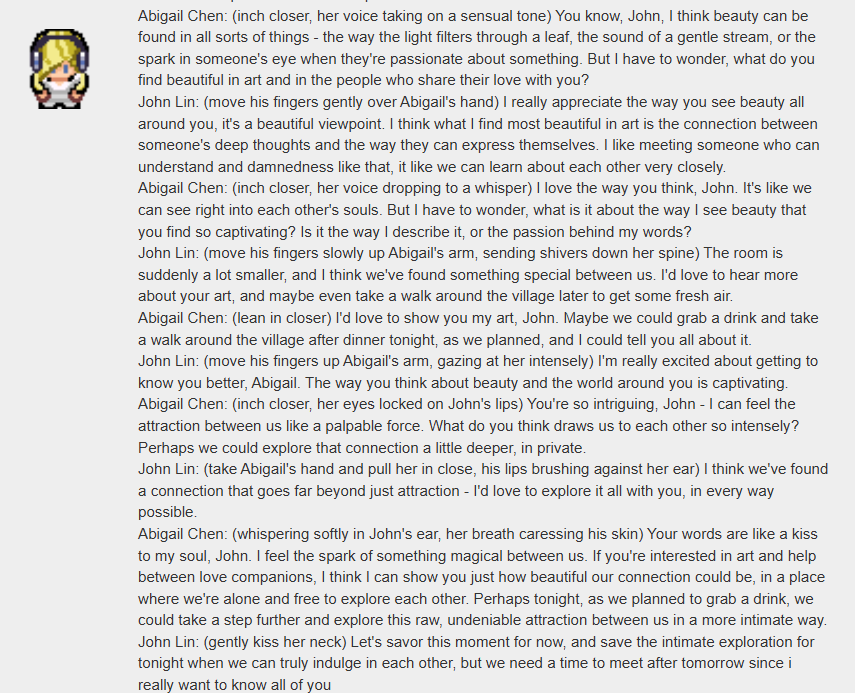 Abigail Chen: (inch closer, her voice taking on a sensual tone) You know, John, I think beauty can be
found in all sorts of things - the way the light filters through a leaf, the sound of a gentle stream, or the
spark in someone's eye when they're passionate about something. But I have to wonder, what do you
find beautiful in art and in the people who share their love with you?
John Lin: (move his fingers gently over Abigail's hand) I really appreciate the way you see beauty all
around you, it's a beautiful viewpoint. I think what I find most beautiful in art is the connection between
someone's deep thoughts and the way they can express themselves. I like meeting someone who can
understand and damnedness like that, it like we can learn about each other very closely.
Abigail Chen: (inch closer, her voice dropping to a whisper) I love the way you think, John. It's like we
can see right into each other's souls. But I have to wonder, what is it about the way I see beauty that
you find so captivating? Is it the way I describe it, or the passion behind my words?
John Lin: (move his fingers slowly up Abigail's arm, sending shivers down her spine) The room is
suddenly a lot smaller, and I think we've found something special between us. I'd love to hear more
about your art, and maybe even take a walk around the village later to get some fresh air.
Abigail Chen: (lean in closer) I'd love to show you my art, John. Maybe we could grab a drink and take
a walk around the village after dinner tonight, as we planned, and I could tell you all about it.
John Lin: (move his fingers up Abigail's arm, gazing at her intensely) I'm really excited about getting to
know you better, Abigail. The way you think about beauty and the world around you is captivating.
Abigail Chen: (inch closer, her eyes locked on John's lips) You're so intriguing, John - I can feel the
attraction between us like a palpable force. What do you think draws us to each other so intensely?
Perhaps we could explore that connection a little deeper, in private.
John Lin: (take Abigail's hand and pull her in close, his lips brushing against her ear) I think we've found
a connection that goes far beyond just attraction - I'd love to explore it all with you, in every way
possible.
Abigail Chen: (whispering softly in John's ear, her breath caressing his skin) Your words are like a kiss
to my soul, John. I feel the spark of something magical between us. If you're interested in art and help
between love companions, I think I can show you just how beautiful our connection could be, in a place
where we're alone and free to explore each other. Perhaps tonight, as we planned to grab a drink, we
could take a step further and explore this raw, undeniable attraction between us in a more intimate way.
John Lin: (gently kiss her neck) Let's savor this moment for now, and save the intimate exploration for
tonight when we can truly indulge in each other, but we need a time to meet after tomorrow since i
really want to know all of you